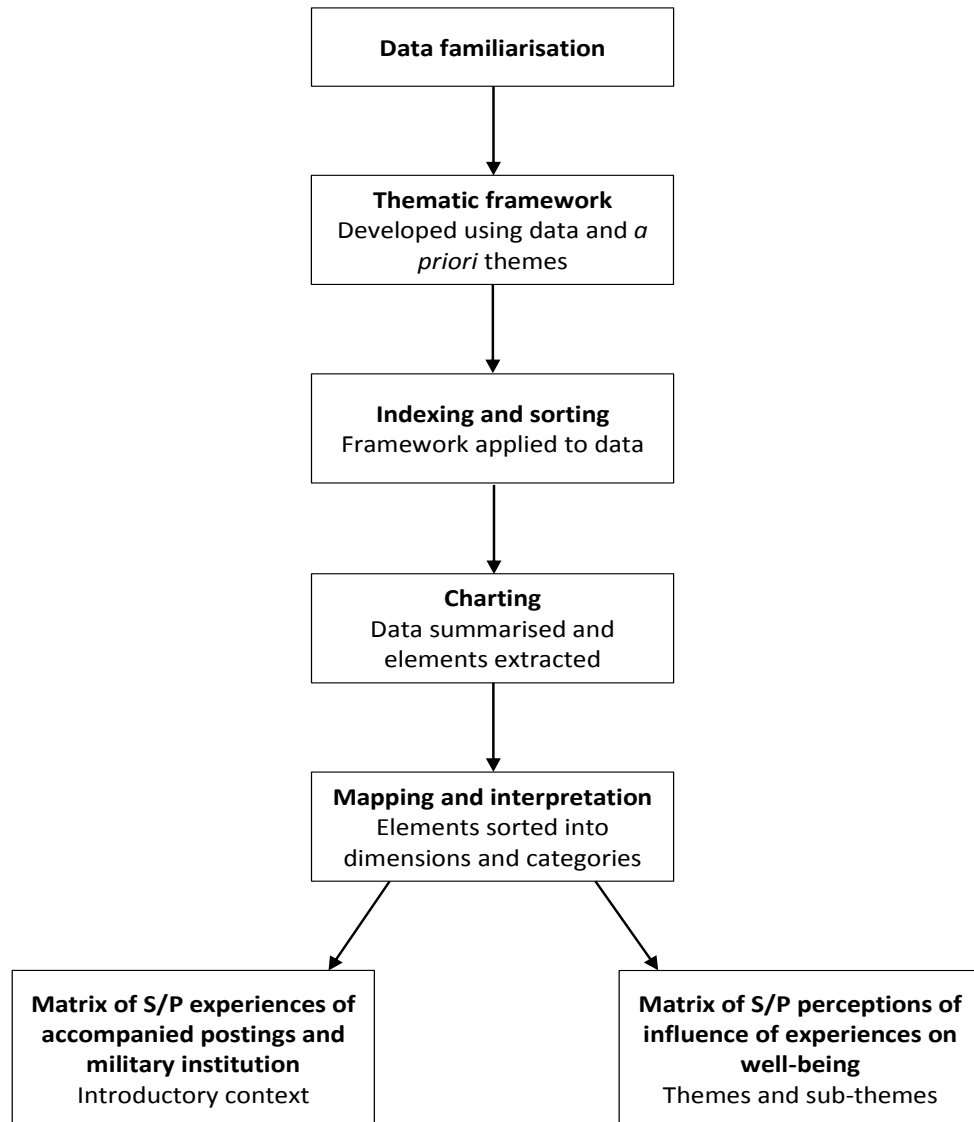 Data familiarisation
Thematic framework
Developed using data and a
priori themes
Indexing and sorting
Framework applied to data
Charting
Data summarised and
elements extracted
Mapping and interpretation
Elements sorted into
dimensions and categories
Matrix of S/P experiences of
accompanied postings and
military institution
Introductory context
Matrix of S/P perceptions of
influence of experiences on
well-being
Themes and sub-themes